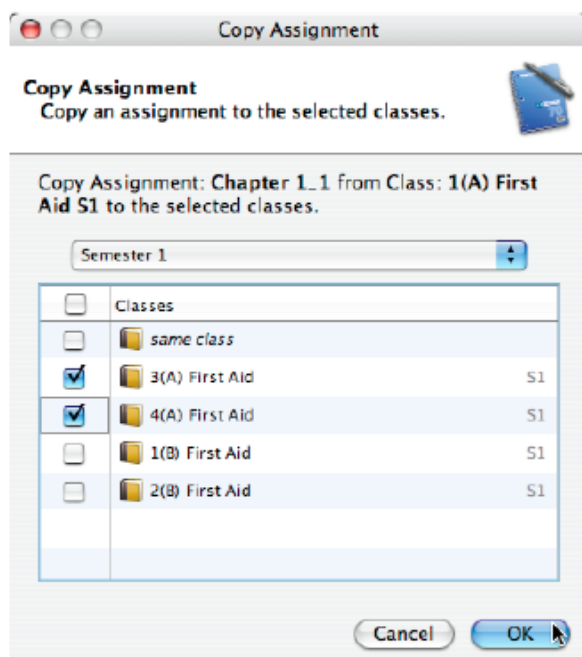 Copy Assignment
Copy Assignment
Copy an assignment to the selected classes.
Copy Assignment: Chapter 1_1 from Class: 1(A) First
Aid S1 to the selected classes.
Semester 1
Classes
same class
3(A) First Aid S1
4(A) First Aid S1
1(B) First Aid S1
2(B) First Aid S1
Cancel OK